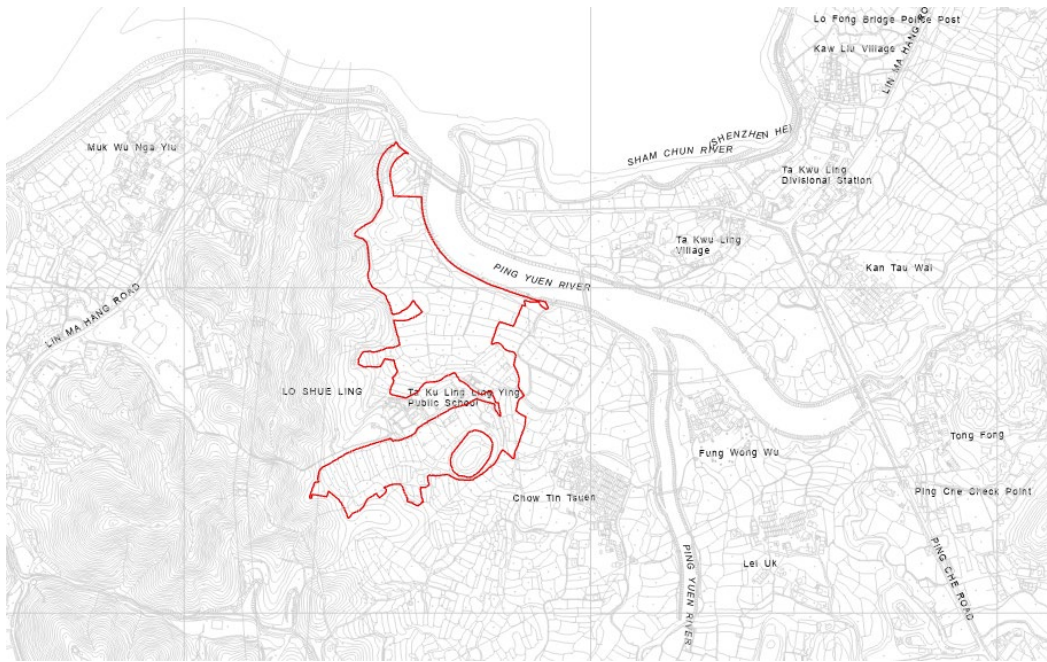 Lo Fong Bridge Police Post
Kaw Liu Village
LIN MA HANG ROAD
(SHENZHEN HE)
SHAM CHUN RIVER
Muk Wu Nga Yiu
Ta Kwu Ling
Divisional Station
Ta Kwu Ling
Village
Kan Tau Wai
PING YUEN RIVER
LIN MA HANG ROAD
LO SHUE LING
Ta Ku Ling Ling Ying
Public School
Tong Fong
Fung Wong Wu
Ping Che Check Point
Chow Tin Tsuen
PING YUEN RIVER
Lei Uk
PING CHE ROAD